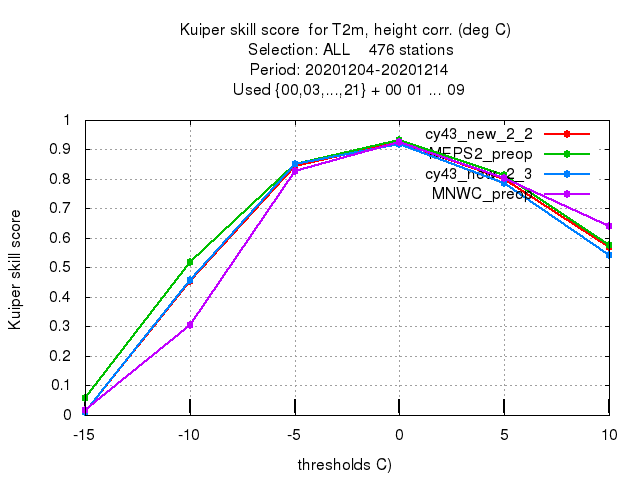 Kuiper skill score for T2m, height corr. (deg C)
Selection: ALL 476 stations
Period: 20201204-20201214
Used {00,03,...,21} + 00 01 ... 09
Kuiper skill score
1
0.9
0.8
0.7
0.6
0.5
0.4
0.3
0.2
0.1
0
cy43_new_2_2
MEPS2_preop
cy43_new_2_3
MNWC_preop
-15 -10 -5 0 5 10
thresholds C)